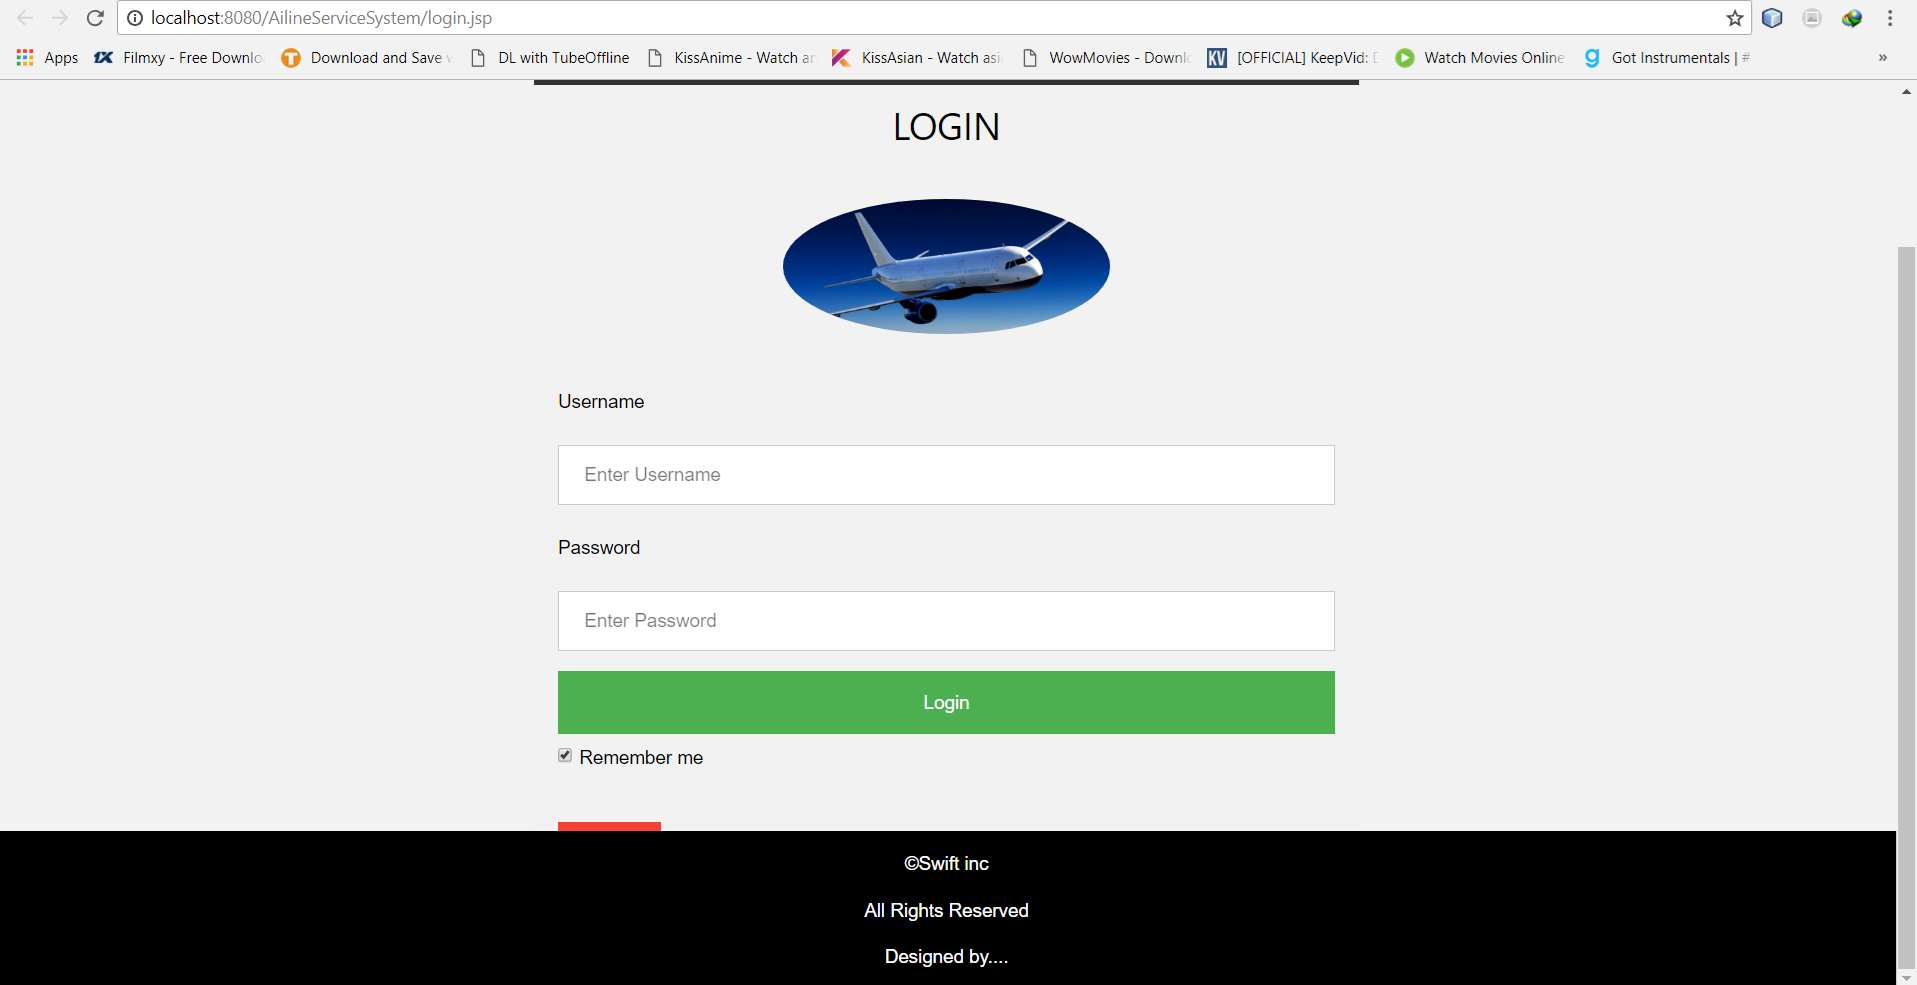 localhost:8080/AilineServiceSystem/login.jsp
Apps Filmxy - Free Downlo Download and Save DL with TubeOffline KissAnime - Watch an KissAsian - Watch asi WowMovies - Downl KV [OFFICIAL] KeepVid: Watch Movies Online Got Instrumentals | # »
LOGIN
Username
Enter Username
Password
Enter Password
Login
Remember me
©Swift inc
All Rights Reserved
Designed by....